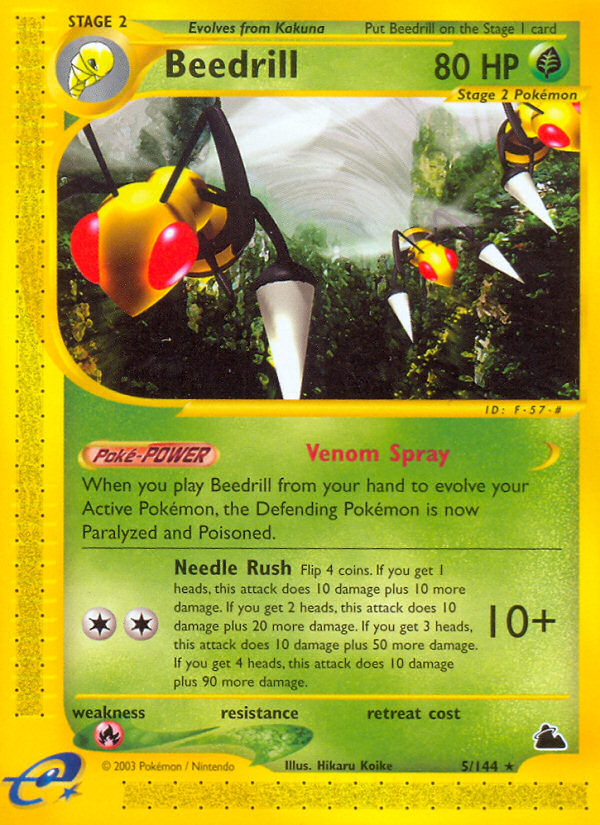 STAGE 2
Evolves from Kakuna
Put Beedrill on the Stage 1 card
Beedrill
80 HP
Stage 2 Pokémon
ID: F-57-#
Poké-POWER
Venom Spray
When you play Beedrill from your hand to evolve your
Active Pokémon, the Defending Pokémon is now
Paralyzed and Poisoned.
Needle Rush Flip 4 coins. If you get 1
heads, this attack does 10 damage plus 10 more
damage. If you get 2 heads, this attack does 10
damage plus 20 more damage. If you get 3 heads,
this attack does 10 damage plus 50 more damage.
If you get 4 heads, this attack does 10 damage
plus 90 more damage.
10+
weakness
resistance
retreat cost
© 2003 Pokémon / Nintendo
Illus. Hikaru Koike
5/144 ★
e